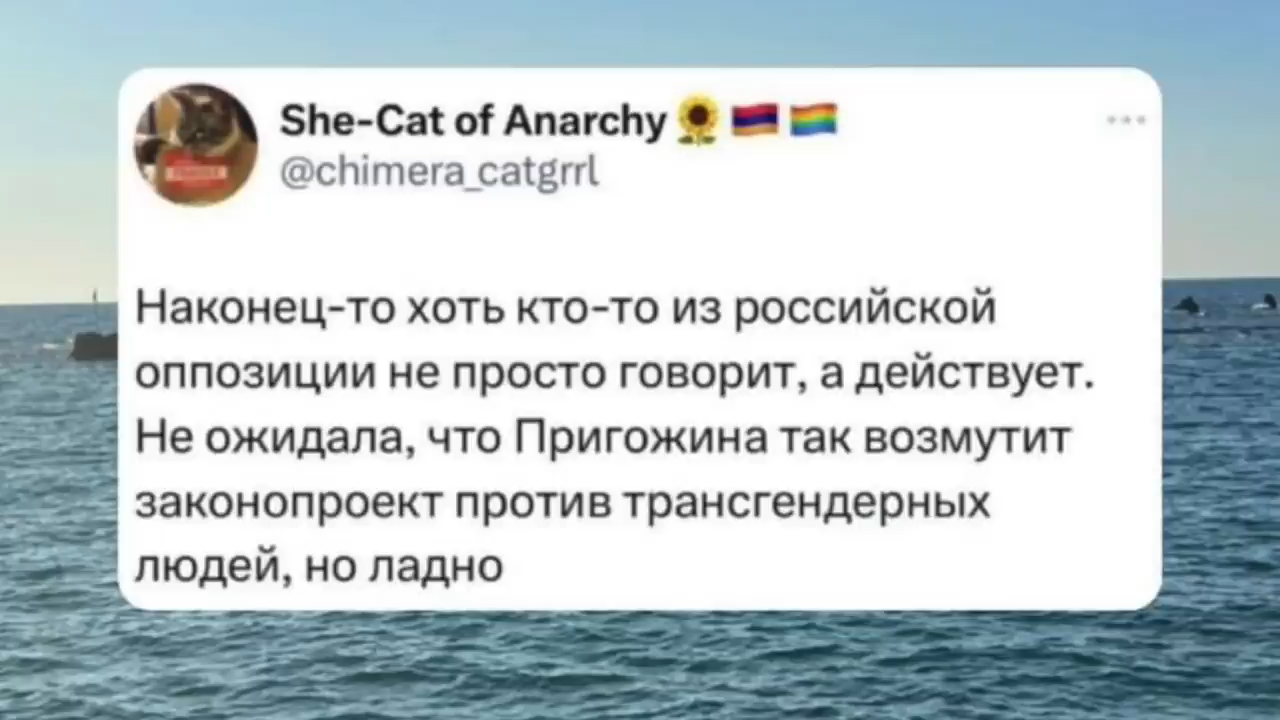 She-Cat of Anarchy 🌻 🇦🇲 🏳️‍🌈
@chimera_catgrrl
Наконец-то хоть кто-то из российской
оппозиции не просто говорит, а действует.
Не ожидала, что Пригожина так возмутит
законопроект против трансгендерных
людей, но ладно